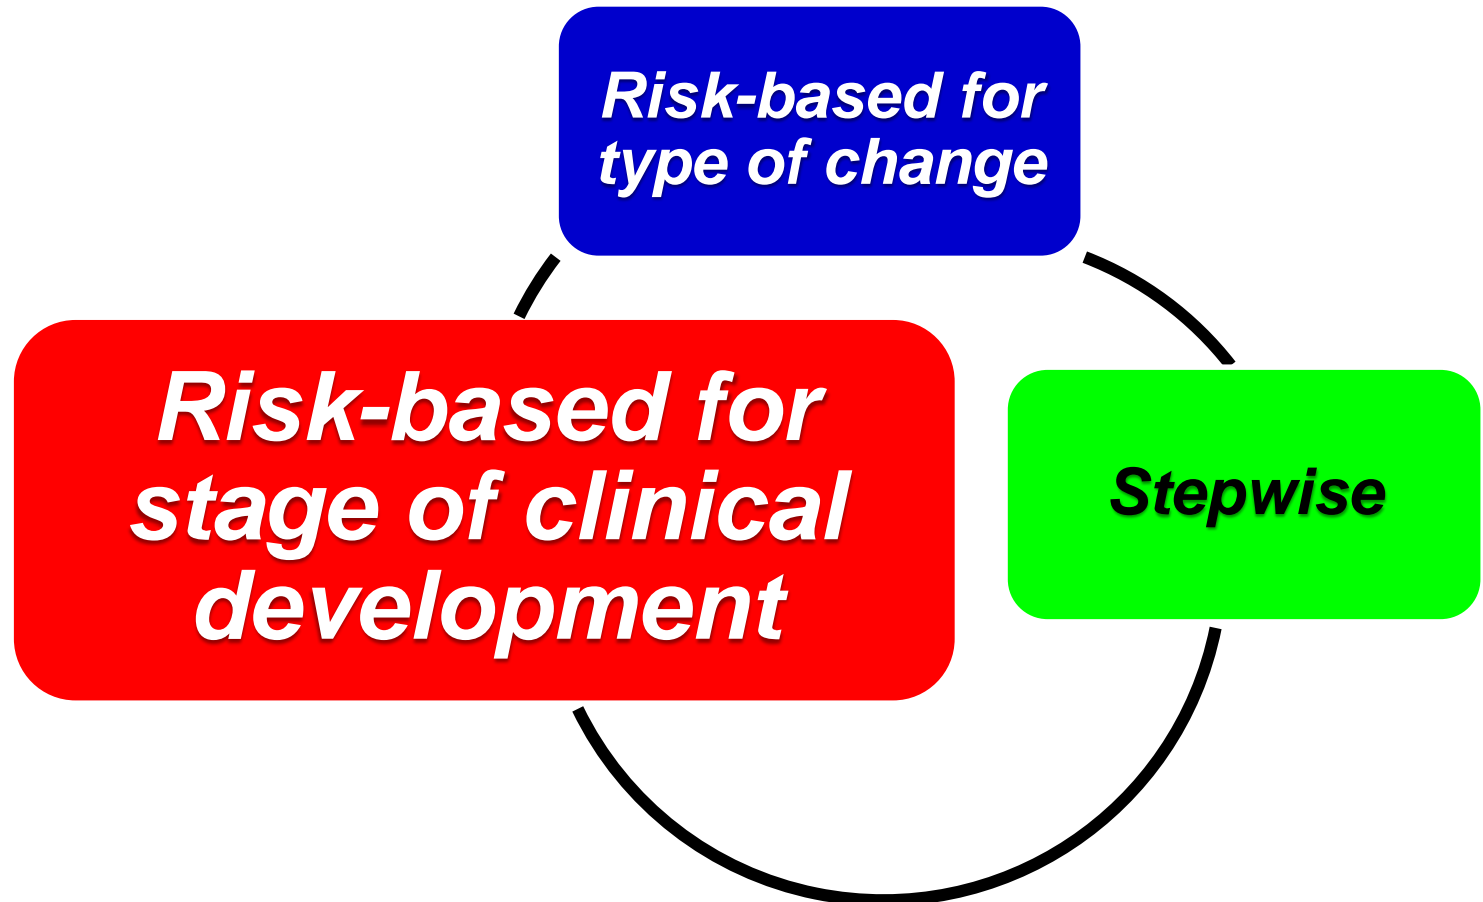 Risk-based for
type of change
Risk-based for
stage of clinical
development
Stepwise